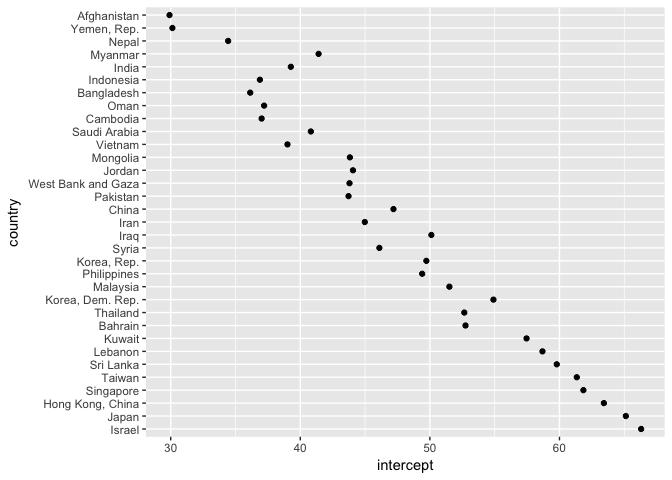 Afghanistan
Yemen, Rep.
Nepal
Myanmar
India
Indonesia
Bangladesh
Oman
Cambodia
Saudi Arabia
Vietnam
Mongolia
Jordan
West Bank and Gaza
Pakistan
China
Iran
Iraq
Syria
Korea, Rep.
Philippines
Malaysia
Korea, Dem. Rep.
Thailand
Bahrain
Kuwait
Lebanon
Sri Lanka
Taiwan
Singapore
Hong Kong, China
Japan
Israel
country
30 40 50 60
intercept